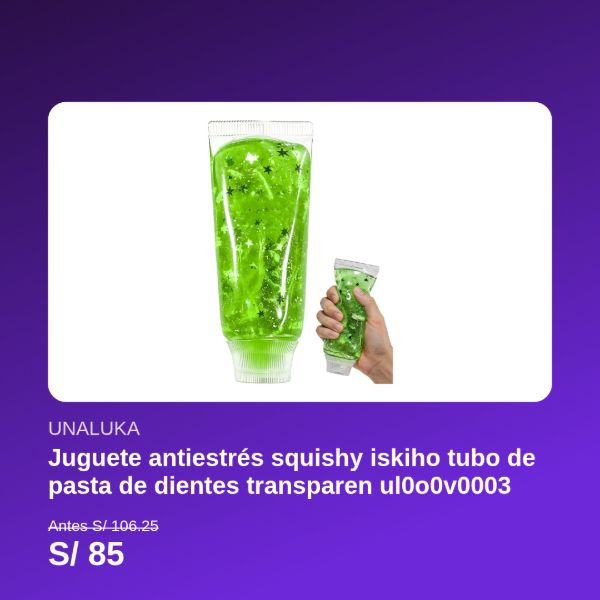 UNALUKA
Juguete antiestrés squishy iskiho tubo de
pasta de dientes transparen ul0o0v0003
Antes S/ 106.25
S/ 85